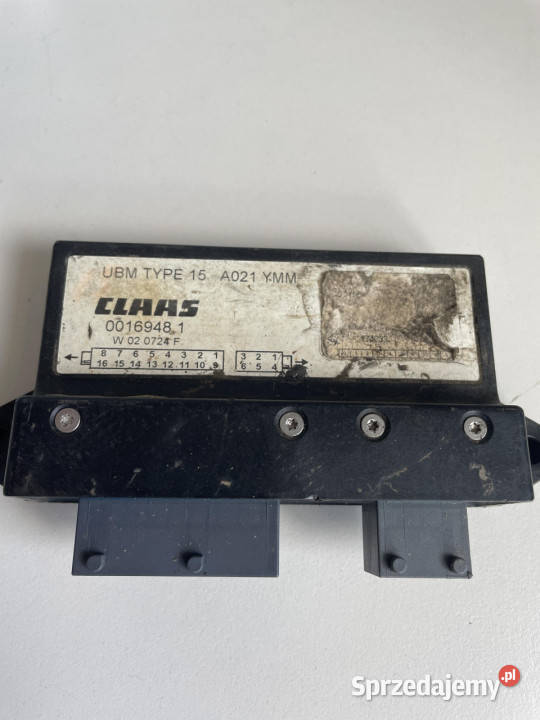 UBM TYPE 15 A021 YMM
CLAAS
0016948.1
W 02 0724 F
8 7 6 5 4 3 2 1
16 15 14 13 12 11 10 9
3 2 1
6 5 4
Sprzedajemy.pl